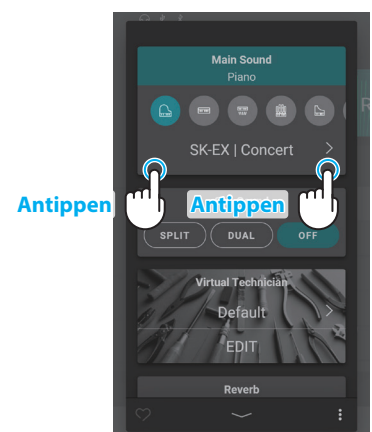 Main Sound
Piano
SK-EX | Concert
Antippen Antippen
SPLIT DUAL OFF
Virtual Technician
Default
EDIT
Reverb